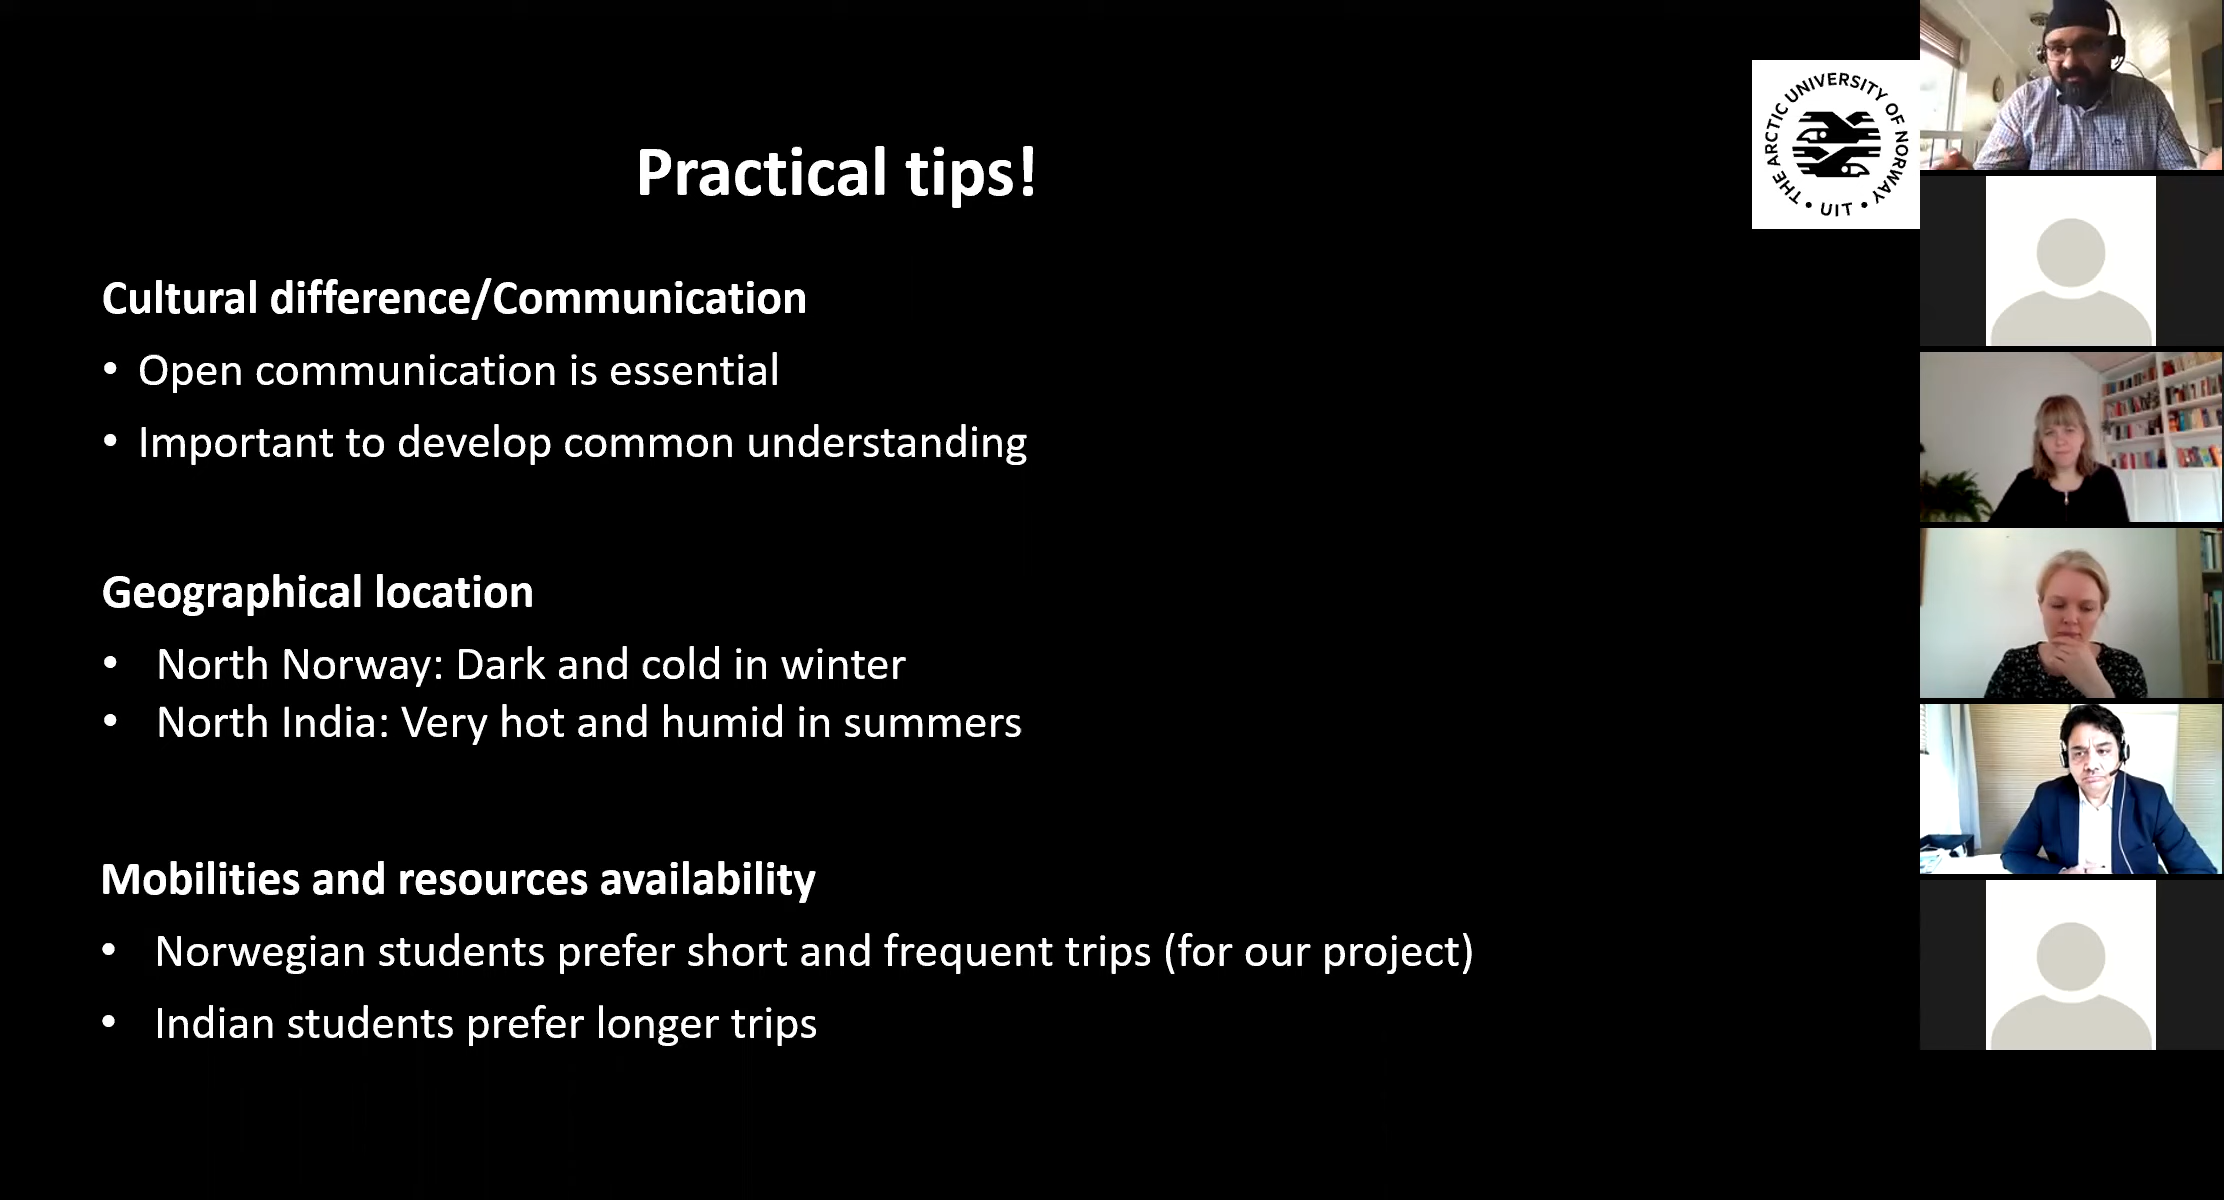 Practical tips!
THE ARCTIC UNIVERSITY OF NORWAY
• UIT •
Cultural difference/Communication
• Open communication is essential
• Important to develop common understanding
Geographical location
• North Norway: Dark and cold in winter
• North India: Very hot and humid in summers
Mobilities and resources availability
• Norwegian students prefer short and frequent trips (for our project)
• Indian students prefer longer trips